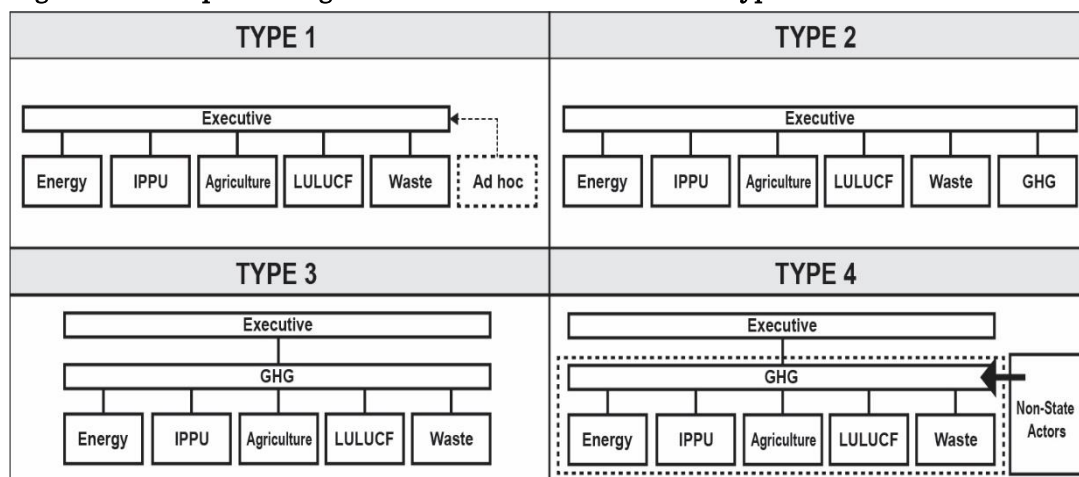 TYPE 1
TYPE 2
Executive
Energy
IPPU
Agriculture
LULUCF
Waste
Ad hoc
Executive
Energy
IPPU
Agriculture
LULUCF
Waste
GHG
TYPE 3
TYPE 4
Executive
GHG
Energy
IPPU
Agriculture
LULUCF
Waste
Executive
GHG
Energy
IPPU
Agriculture
LULUCF
Waste
Non-State
Actors